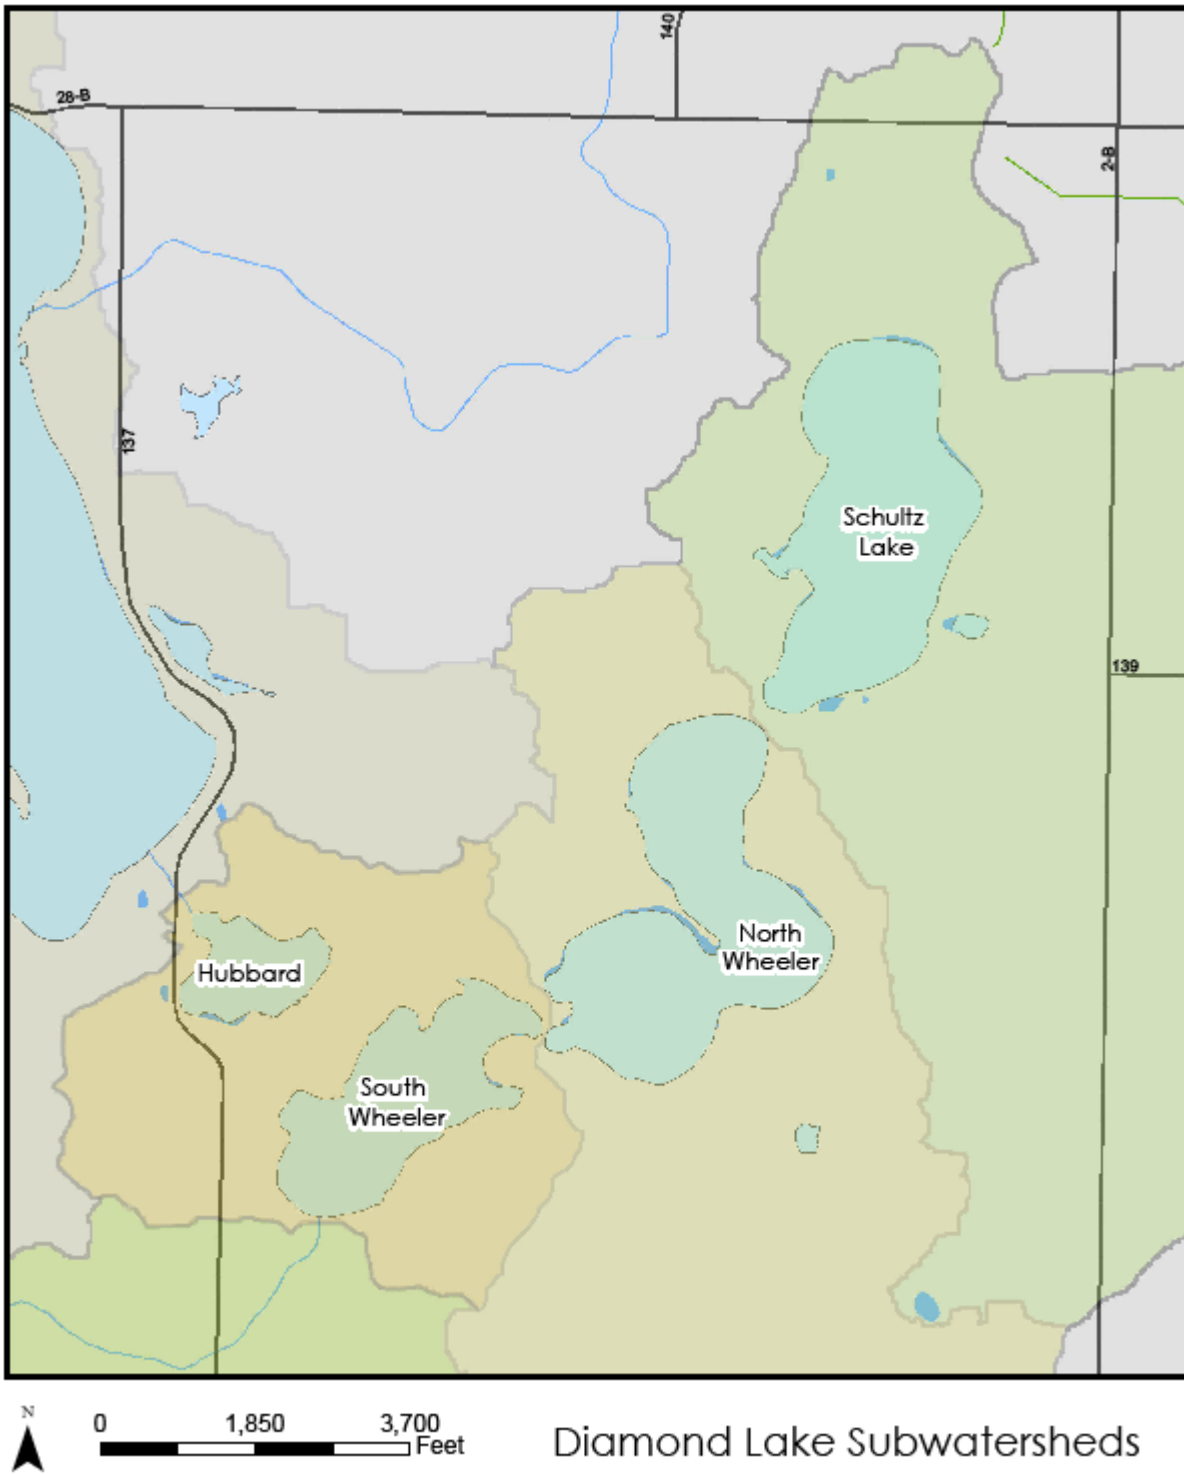 140
28-B
2-B
137
Schultz
Lake
139
North
Wheeler
Hubbard
South
Wheeler
N
0 1,850 3,700
Feet
Diamond Lake Subwatersheds